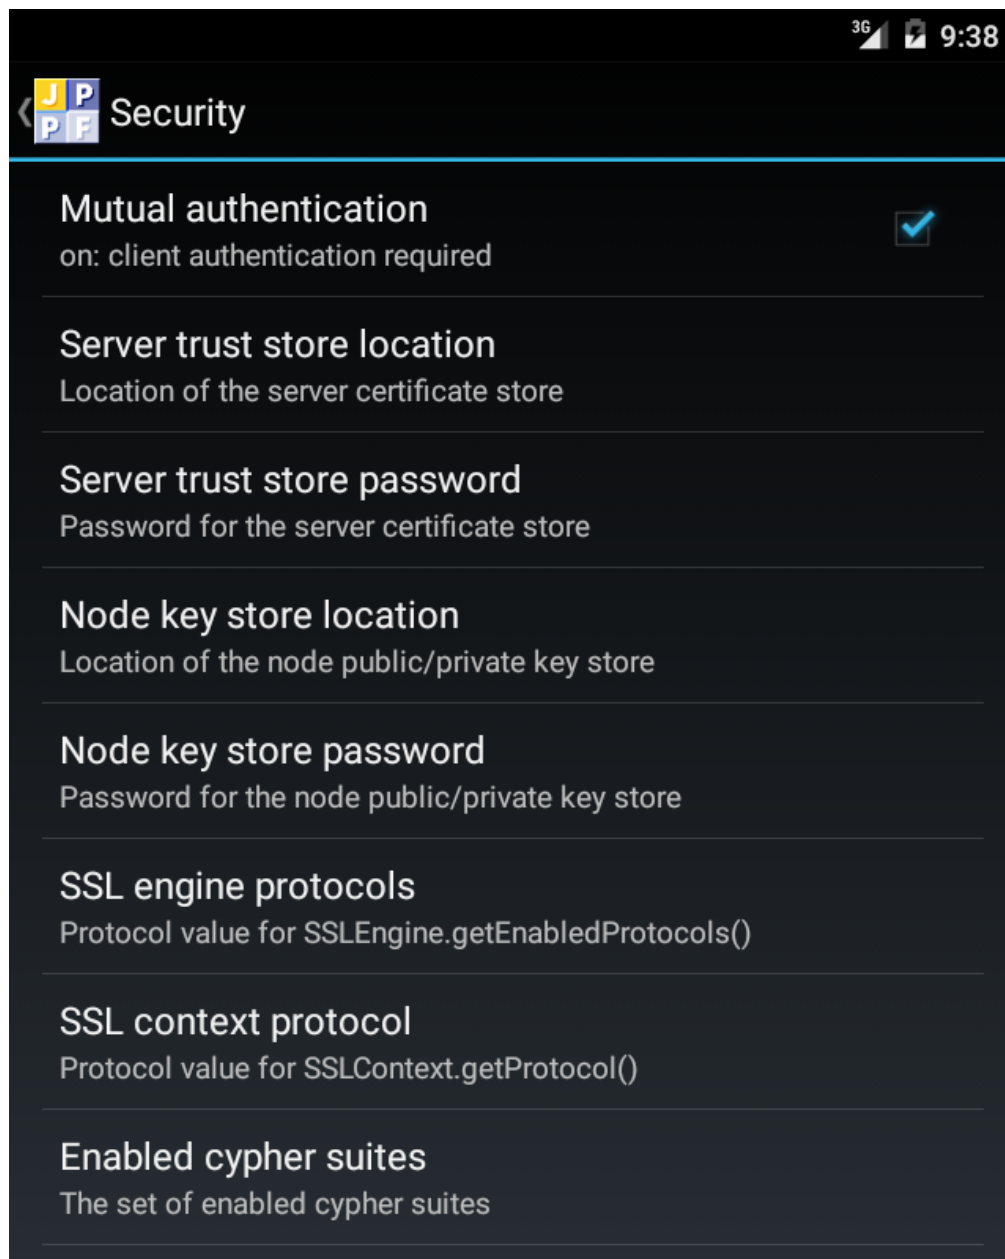 3G 9:38
J P
P F
Security
Mutual authentication
on: client authentication required
Server trust store location
Location of the server certificate store
Server trust store password
Password for the server certificate store
Node key store location
Location of the node public/private key store
Node key store password
Password for the node public/private key store
SSL engine protocols
Protocol value for SSLEngine.getEnabledProtocols()
SSL context protocol
Protocol value for SSLContext.getProtocol()
Enabled cypher suites
The set of enabled cypher suites